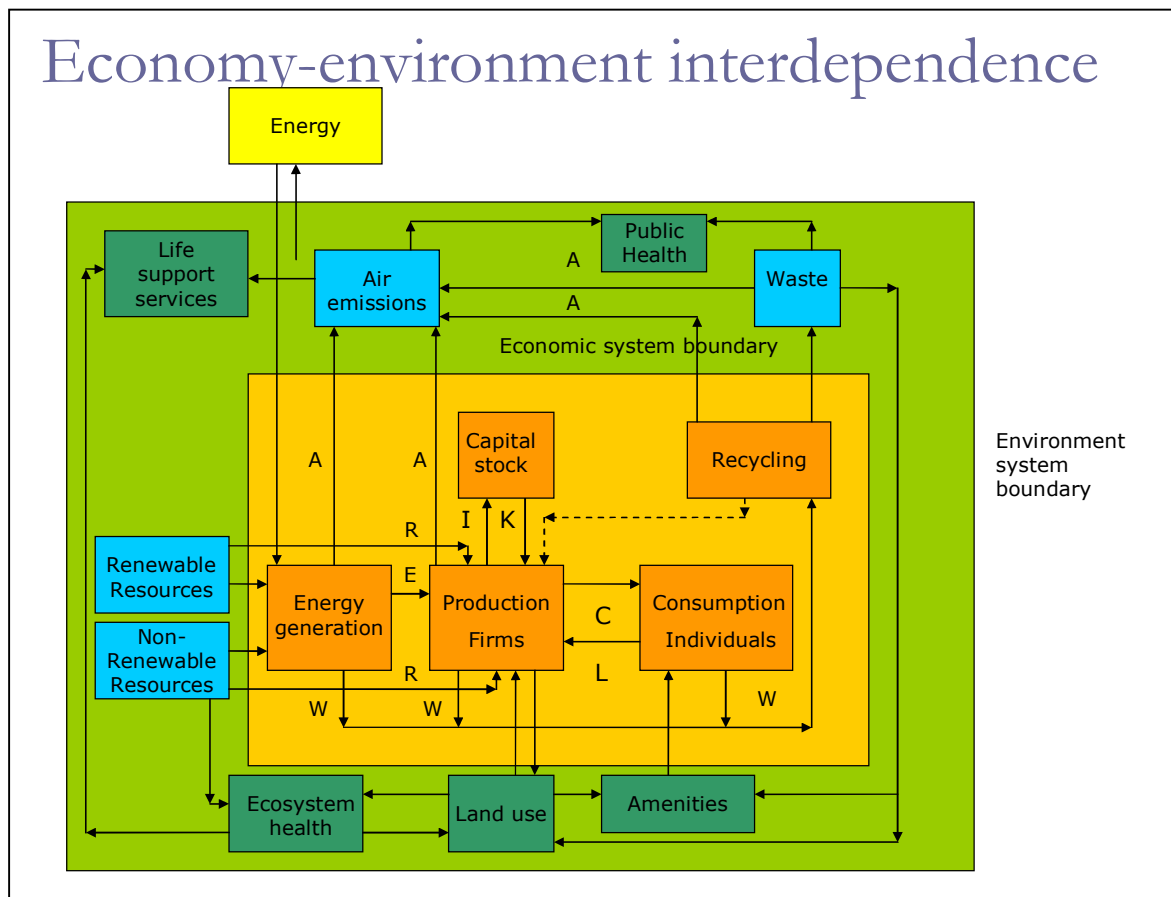 Economy-environment interdependence
Energy
Life
support
services
Air
emissions
Public
Health
Waste
A
A
Economic system boundary
Capital
stock
Recycling
Environment
system
boundary
A
A
I
K
R
E
Renewable
Resources
Energy
generation
Production
Firms
C
L
Consumption
Individuals
Non-
Renewable
Resources
R
W
W
W
Ecosystem
health
Land use
Amenities